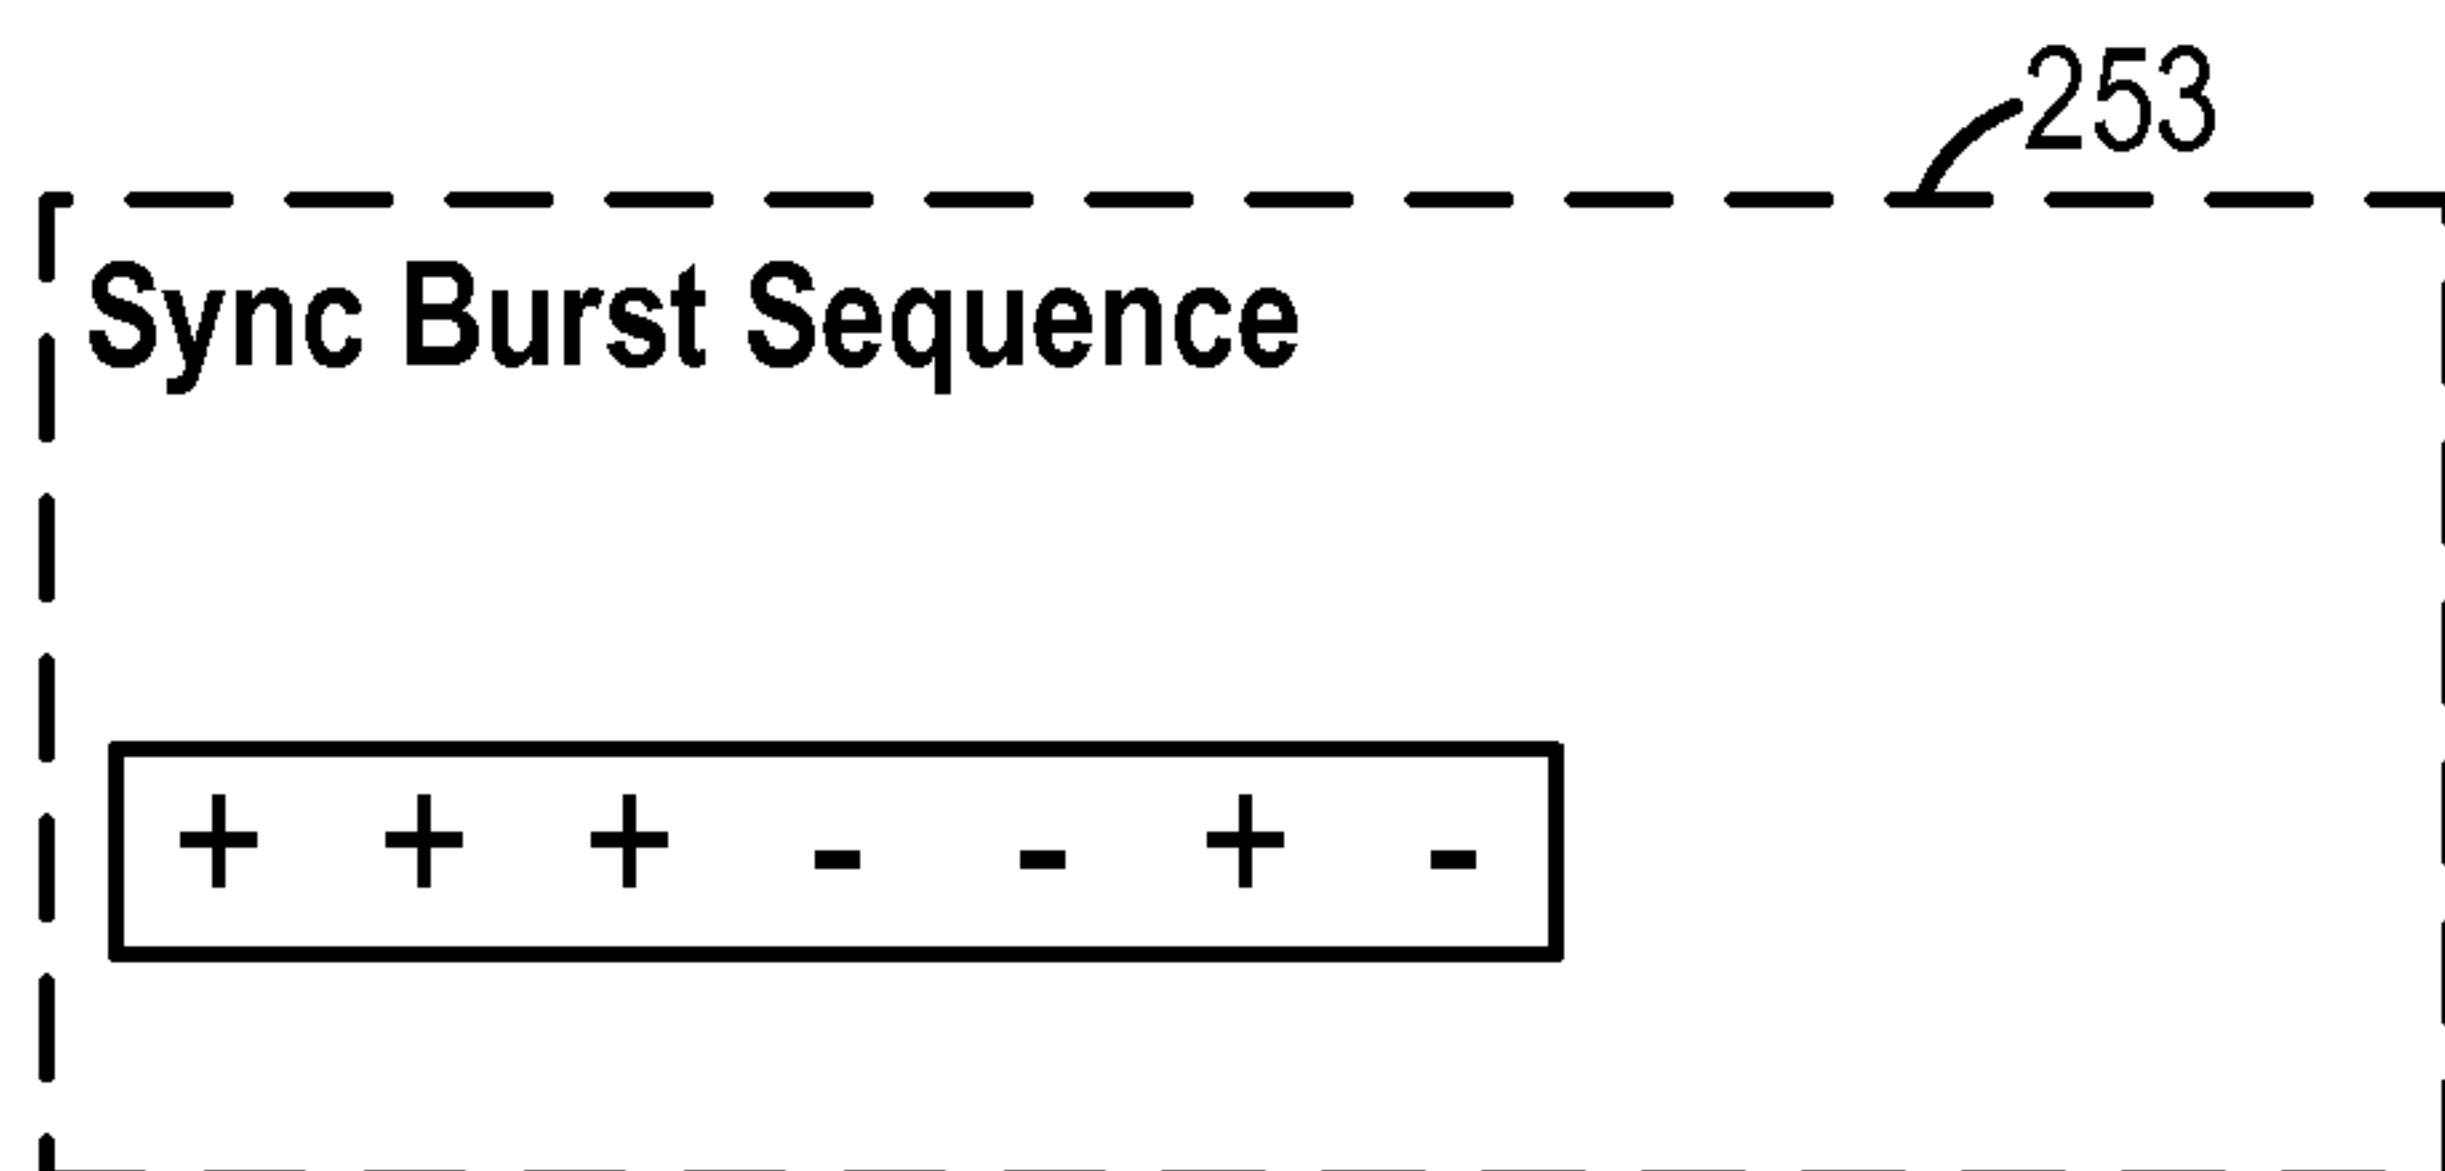 253
Sync Burst Sequence
+ + + - - + -